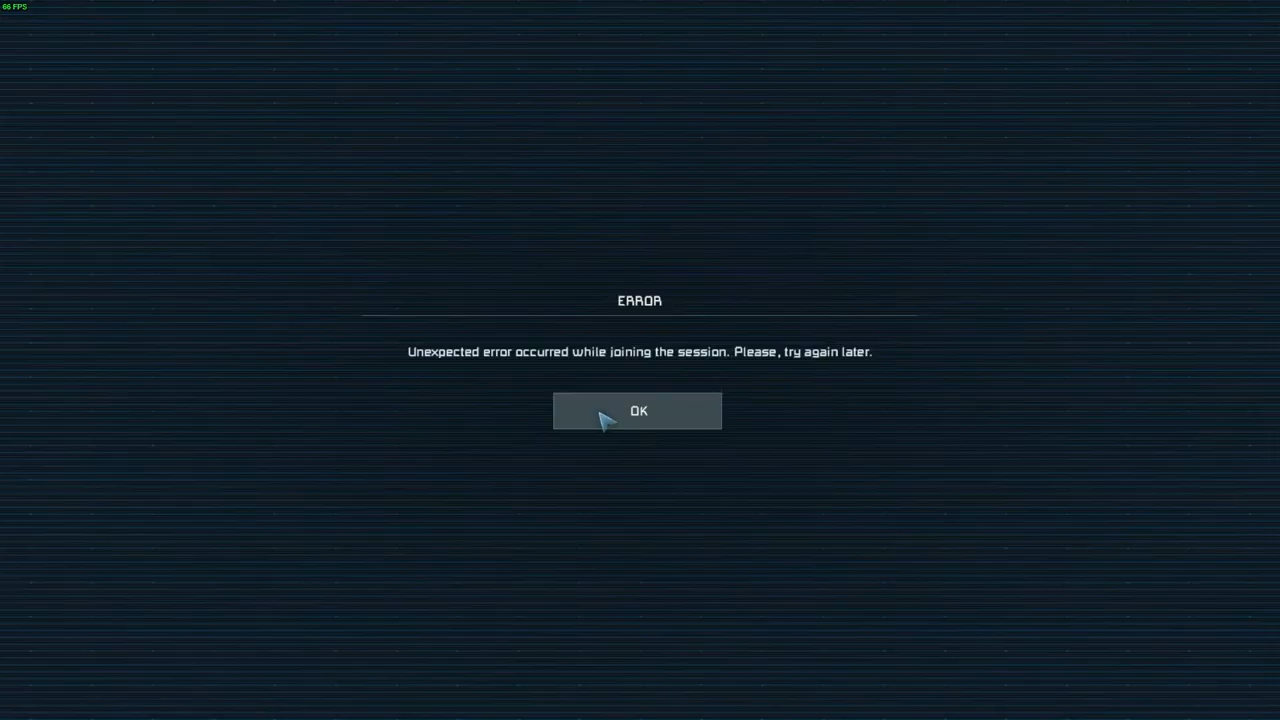 66 FPS
ERROR
Unexpected error occurred while joining the session. Please, try again later.
OK